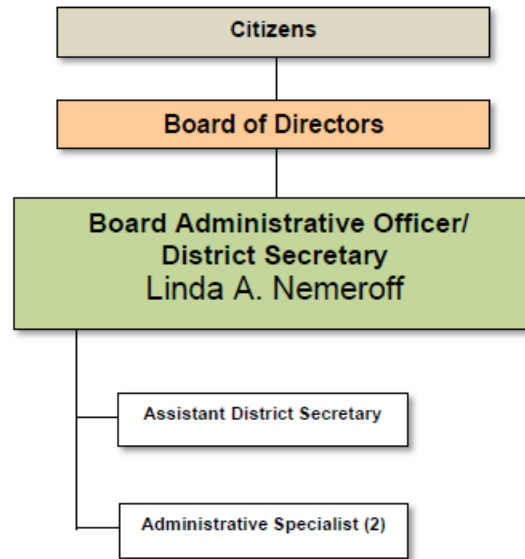 Citizens
Board of Directors
Board Administrative Officer/
District Secretary
Linda A. Nemeroff
Assistant District Secretary
Administrative Specialist (2)